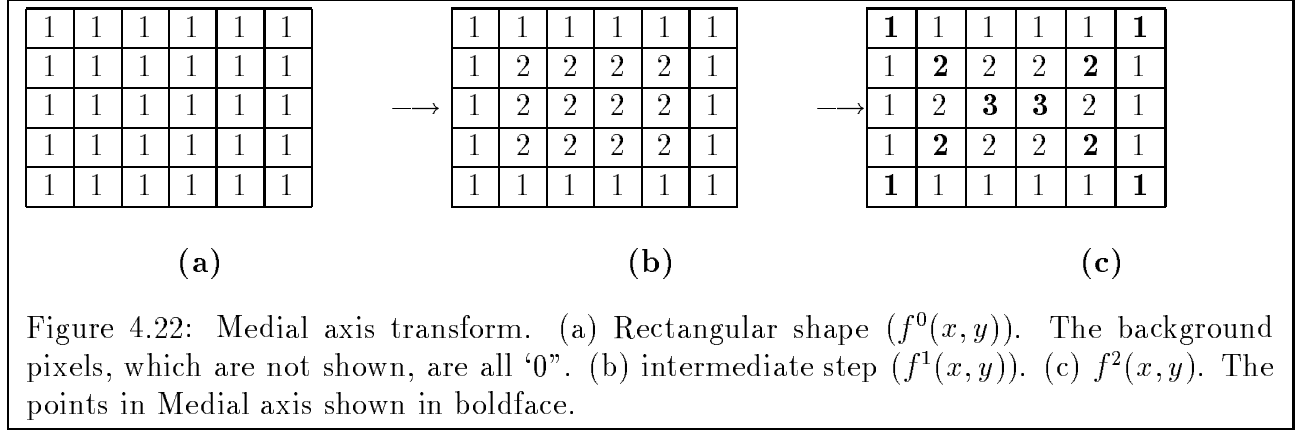 1 1 1 1 1 1 1 1 1 1 1 1 1 1 1 1 1 1
1 1 1 1 1 1 1 2 2 2 2 1 1 2 2 2 2 1
1 1 1 1 1 1 ⟶ 1 2 2 2 2 1 ⟶ 1 2 3 3 2 1
1 1 1 1 1 1 1 2 2 2 2 1 1 2 2 2 2 1
1 1 1 1 1 1 1 1 1 1 1 1 1 1 1 1 1 1
(a) (b) (c)
Figure 4.22: Medial axis transform. (a) Rectangular shape (f⁰(x, y)). The background
pixels, which are not shown, are all ‘0”. (b) intermediate step (f¹(x, y)). (c) f²(x, y). The
points in Medial axis shown in boldface.